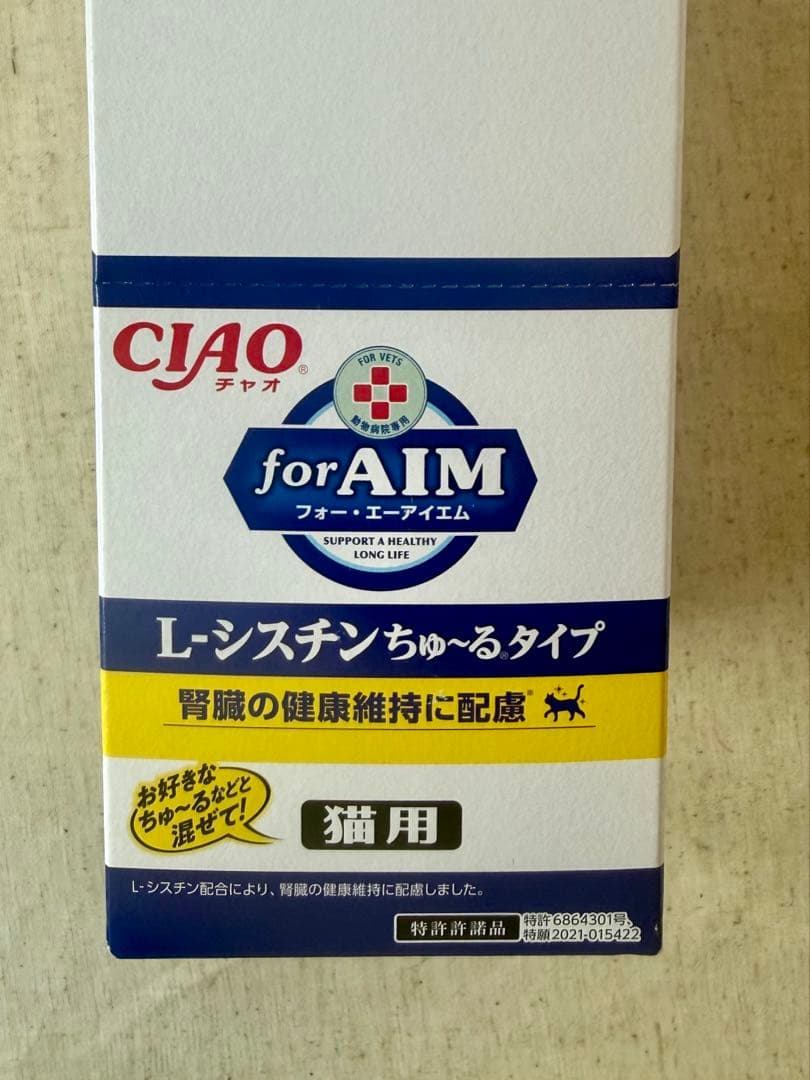 CIAO®
チャオ
FOR VETS
動物病院専用
for AIM
フォー・エーアイエム
SUPPORT A HEALTHY
LONG LIFE
L-シスチンちゅ～る®タイプ
腎臓の健康維持に配慮※
お好きな
ちゅ～るなどと
混ぜて!
猫用
L-シスチン配合により、腎臓の健康維持に配慮しました。
特許許諾品
特許6864301号、
特願2021-015422